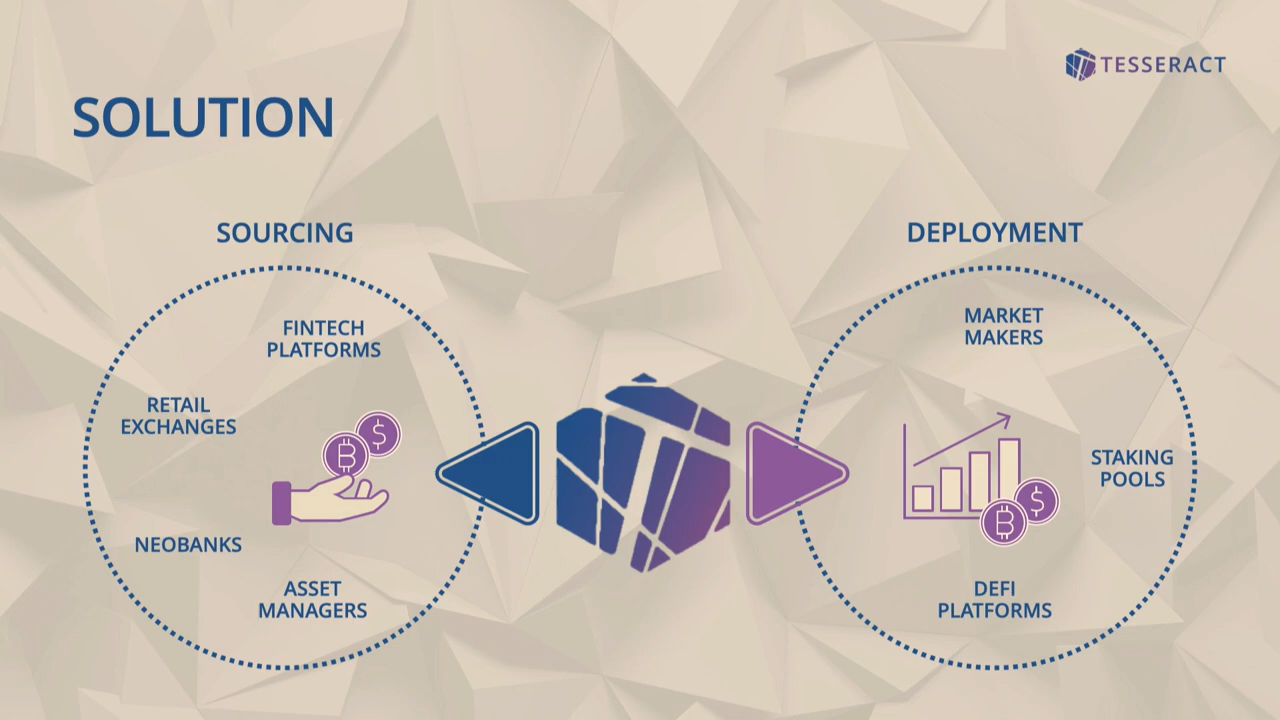 TESSERACT
SOLUTION
SOURCING
FINTECH
PLATFORMS
RETAIL
EXCHANGES
NEOBANKS
ASSET
MANAGERS
DEPLOYMENT
MARKET
MAKERS
STAKING
POOLS
DEFI
PLATFORMS